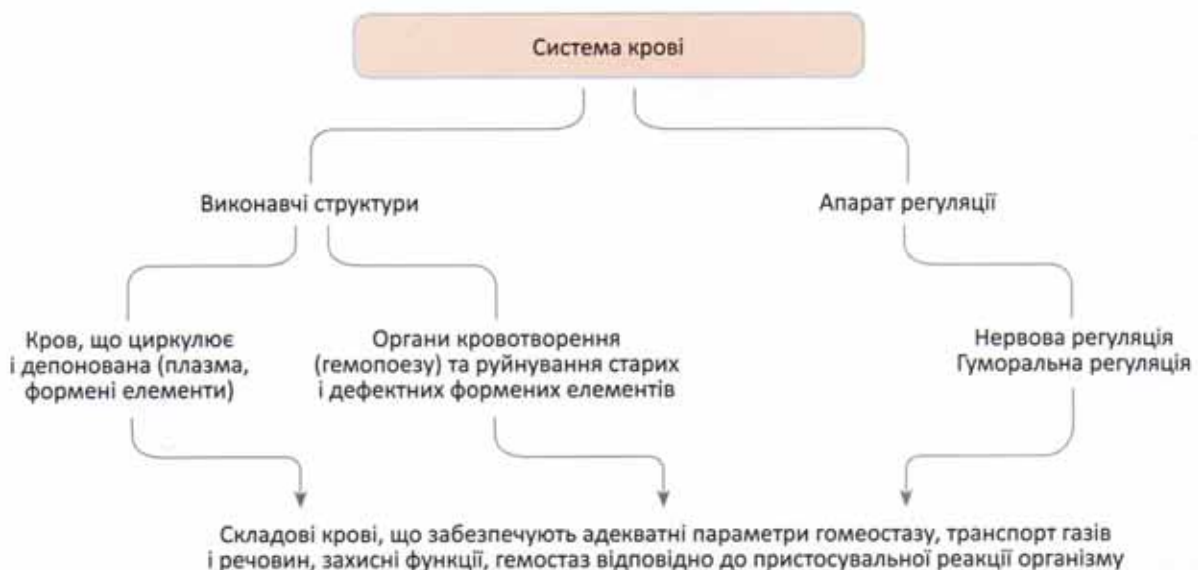 Система крові
Виконавчі структури
Апарат регуляції
Кров, що циркулює
і депонована (плазма,
формені елементи)
Органи кровотворення
(гемопоезу) та руйнування старих
і дефектних формених елементів
Нервова регуляція
Гуморальна регуляція
Складові крові, що забезпечують адекватні параметри гомеостазу, транспорт газів
і речовин, захисні функції, гемостаз відповідно до пристосувальної реакції організму